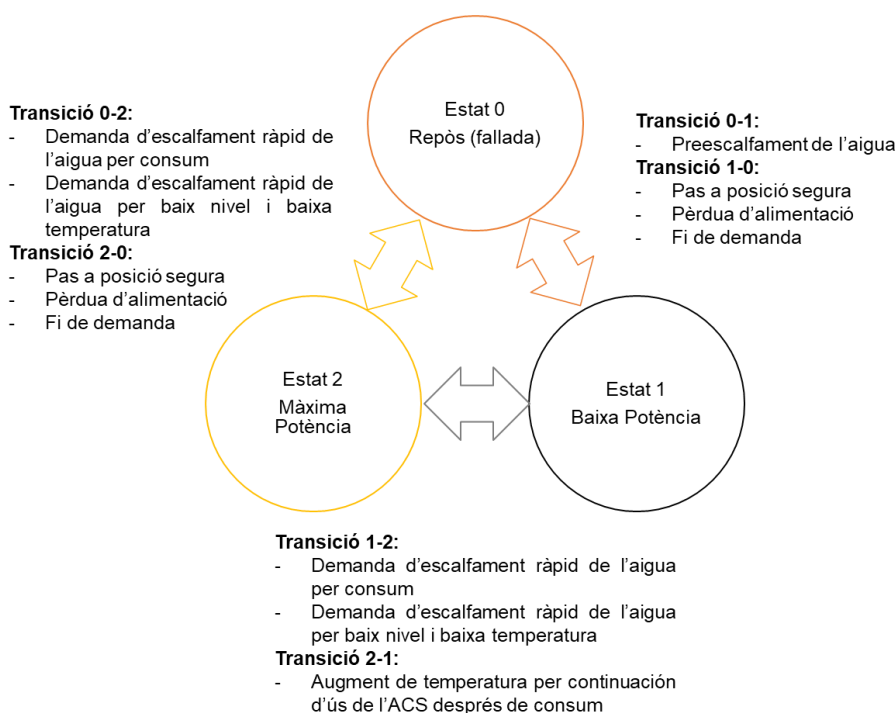 Estat 0
Repòs (fallada)
Transició 0-2:
- Demanda d’escalfament ràpid de
l’aigua per consum
- Demanda d’escalfament ràpid de
l’aigua per baix nivel i baixa
temperatura
Transició 2-0:
- Pas a posició segura
- Pèrdua d’alimentació
- Fi de demanda
Transició 0-1:
- Preescalfament de l’aigua
Transició 1-0:
- Pas a posició segura
- Pèrdua d’alimentació
- Fi de demanda
Estat 2
Màxima
Potència
Estat 1
Baixa Potència
Transició 1-2:
- Demanda d’escalfament ràpid de l’aigua
per consum
- Demanda d’escalfament ràpid de l’aigua
per baix nivel i baixa temperatura
Transició 2-1:
- Augment de temperatura per continuación
d’ús de l’ACS després de consum